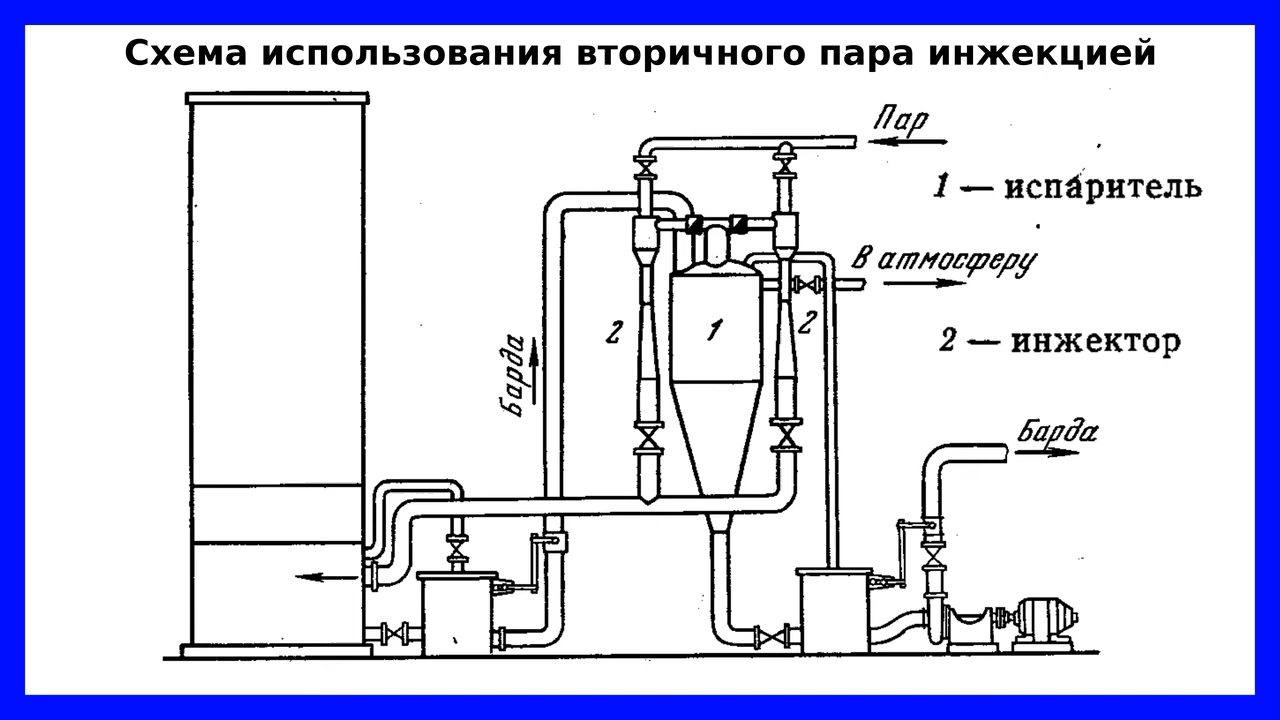 Схема использования вторичного пара инжекцией
Пар
1 — испаритель
В атмосферу
2
1
2
2 — инжектор
Барда
Барда